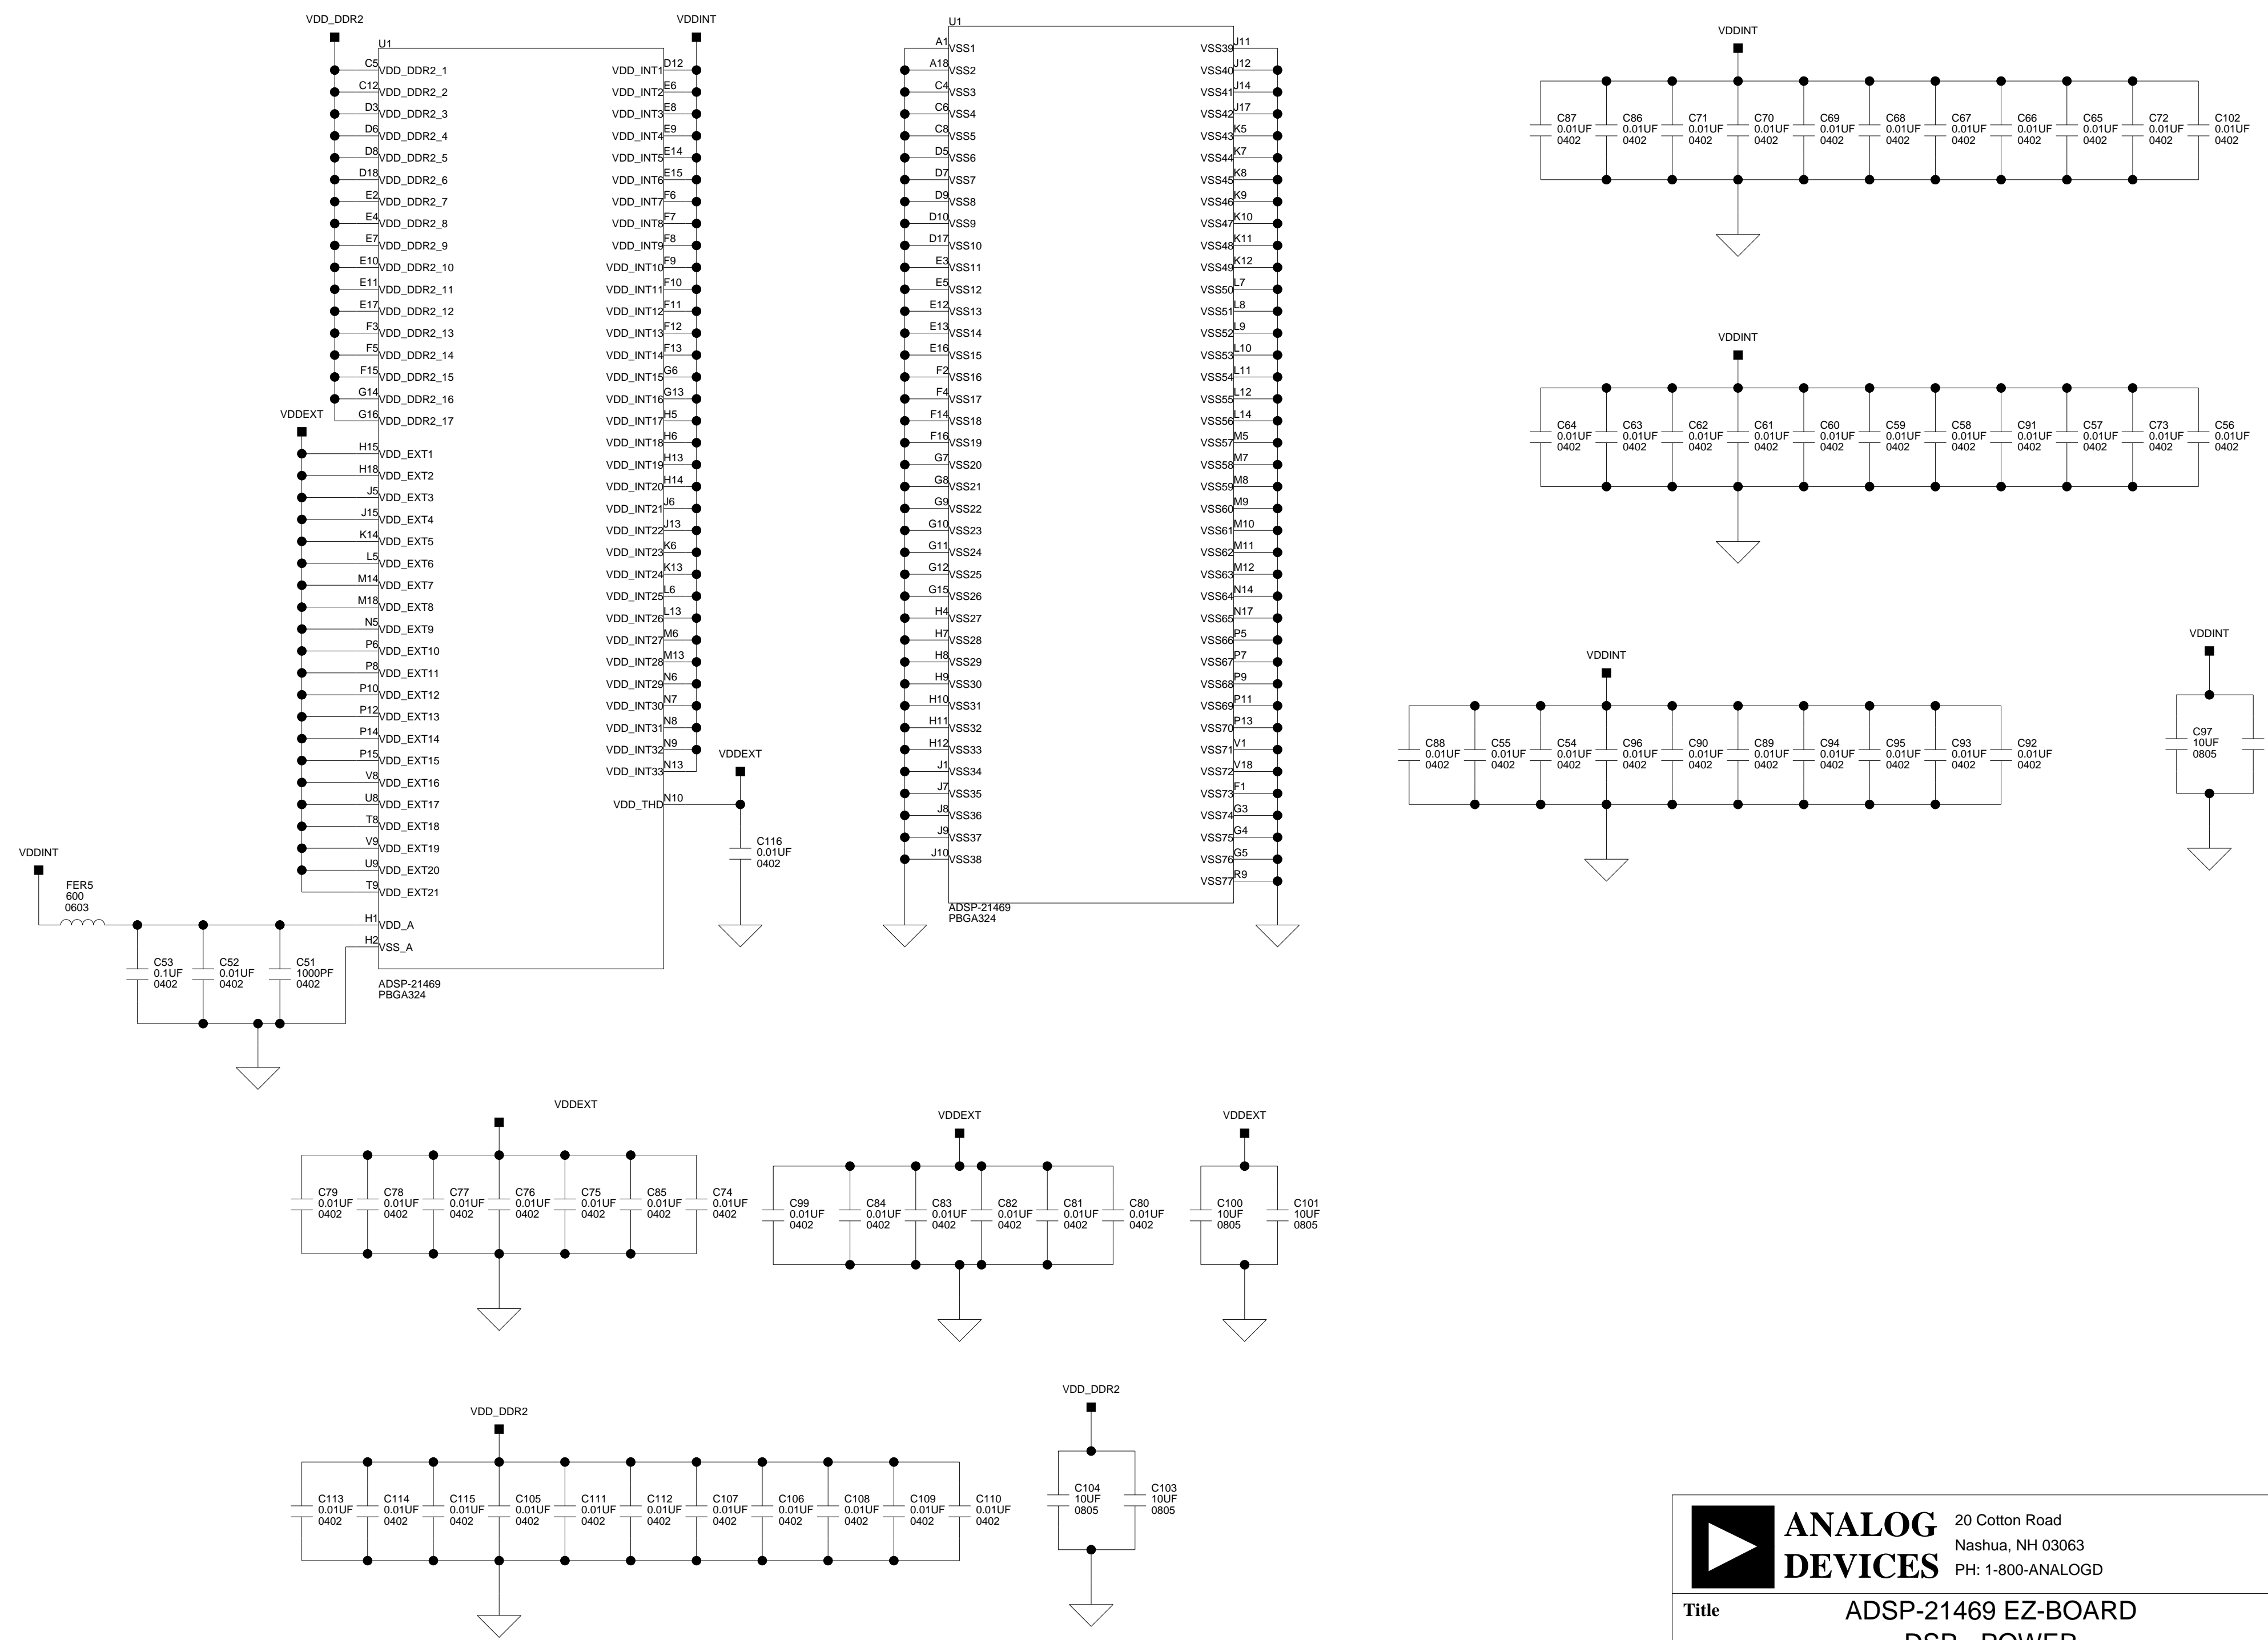 VDD_DDR2
VDDINT
U1
C5 VDD_DDR2_1
C12 VDD_DDR2_2
D3 VDD_DDR2_3
D6 VDD_DDR2_4
D8 VDD_DDR2_5
D18 VDD_DDR2_6
E2 VDD_DDR2_7
E4 VDD_DDR2_8
E7 VDD_DDR2_9
E10 VDD_DDR2_10
E11 VDD_DDR2_11
E17 VDD_DDR2_12
F3 VDD_DDR2_13
F5 VDD_DDR2_14
F15 VDD_DDR2_15
G14 VDD_DDR2_16
G16 VDD_DDR2_17
VDDEXT
H15 VDD_EXT1
H18 VDD_EXT2
J5 VDD_EXT3
J15 VDD_EXT4
K14 VDD_EXT5
L5 VDD_EXT6
M14 VDD_EXT7
M18 VDD_EXT8
N5 VDD_EXT9
P6 VDD_EXT10
P8 VDD_EXT11
P10 VDD_EXT12
P12 VDD_EXT13
P14 VDD_EXT14
P15 VDD_EXT15
V8 VDD_EXT16
U8 VDD_EXT17
T8 VDD_EXT18
V9 VDD_EXT19
U9 VDD_EXT20
T9 VDD_EXT21
H1 VDD_A
H2 VSS_A
VDD_INT1 D12
VDD_INT2 E6
VDD_INT3 E8
VDD_INT4 E9
VDD_INT5 E14
VDD_INT6 E15
VDD_INT7 F6
VDD_INT8 F7
VDD_INT9 F8
VDD_INT10 F9
VDD_INT11 F10
VDD_INT12 F11
VDD_INT13 F12
VDD_INT14 F13
VDD_INT15 G6
VDD_INT16 G13
VDD_INT17 H5
VDD_INT18 H6
VDD_INT19 H13
VDD_INT20 H14
VDD_INT21 J6
VDD_INT22 J13
VDD_INT23 K6
VDD_INT24 K13
VDD_INT25 L6
VDD_INT26 L13
VDD_INT27 M6
VDD_INT28 M13
VDD_INT29 N6
VDD_INT30 N7
VDD_INT31 N8
VDD_INT32 N9
VDD_INT33 N13
VDD_THD N10
ADSP-21469
PBGA324
VDDEXT
C116
0.01UF
0402
VDDINT
FER5
600
0603
C53
0.1UF
0402
C52
0.01UF
0402
C51
1000PF
0402
U1
A1 VSS1
A18 VSS2
C4 VSS3
C6 VSS4
C8 VSS5
D5 VSS6
D7 VSS7
D9 VSS8
D10 VSS9
D17 VSS10
E3 VSS11
E5 VSS12
E12 VSS13
E13 VSS14
E16 VSS15
F2 VSS16
F4 VSS17
F14 VSS18
F16 VSS19
G7 VSS20
G8 VSS21
G9 VSS22
G10 VSS23
G11 VSS24
G12 VSS25
G15 VSS26
H4 VSS27
H7 VSS28
H8 VSS29
H9 VSS30
H10 VSS31
H11 VSS32
H12 VSS33
J1 VSS34
J7 VSS35
J8 VSS36
J9 VSS37
J10 VSS38
VSS39 J11
VSS40 J12
VSS41 J14
VSS42 J17
VSS43 K5
VSS44 K7
VSS45 K8
VSS46 K9
VSS47 K10
VSS48 K11
VSS49 K12
VSS50 L7
VSS51 L8
VSS52 L9
VSS53 L10
VSS54 L11
VSS55 L12
VSS56 L14
VSS57 M5
VSS58 M7
VSS59 M8
VSS60 M9
VSS61 M10
VSS62 M11
VSS63 M12
VSS64 N14
VSS65 N17
VSS66 P5
VSS67 P7
VSS68 P9
VSS69 P11
VSS70 P13
VSS71 V1
VSS72 V18
VSS73 F1
VSS74 G3
VSS75 G4
VSS76 G5
VSS77 R9
ADSP-21469
PBGA324
VDDINT
C87 C86 C71 C70 C69 C68 C67 C66 C65 C72 C102
0.01UF 0.01UF 0.01UF 0.01UF 0.01UF 0.01UF 0.01UF 0.01UF 0.01UF 0.01UF 0.01UF
0402 0402 0402 0402 0402 0402 0402 0402 0402 0402 0402
VDDINT
C64 C63 C62 C61 C60 C59 C58 C91 C57 C73 C56
0.01UF 0.01UF 0.01UF 0.01UF 0.01UF 0.01UF 0.01UF 0.01UF 0.01UF 0.01UF 0.01UF
0402 0402 0402 0402 0402 0402 0402 0402 0402 0402 0402
VDDINT
C88 C55 C54 C96 C90 C89 C94 C95 C93 C92
0.01UF 0.01UF 0.01UF 0.01UF 0.01UF 0.01UF 0.01UF 0.01UF 0.01UF 0.01UF
0402 0402 0402 0402 0402 0402 0402 0402 0402 0402
VDDINT
C97
10UF
0805
VDDEXT
C79 C78 C77 C76 C75 C85 C74
0.01UF 0.01UF 0.01UF 0.01UF 0.01UF 0.01UF 0.01UF
0402 0402 0402 0402 0402 0402 0402
VDDEXT
C99 C84 C83 C82 C81 C80
0.01UF 0.01UF 0.01UF 0.01UF 0.01UF 0.01UF
0402 0402 0402 0402 0402 0402
VDDEXT
C100 C101
10UF 10UF
0805 0805
VDD_DDR2
C113 C114 C115 C105 C111 C112 C107 C106 C108 C109 C110
0.01UF 0.01UF 0.01UF 0.01UF 0.01UF 0.01UF 0.01UF 0.01UF 0.01UF 0.01UF 0.01UF
0402 0402 0402 0402 0402 0402 0402 0402 0402 0402 0402
VDD_DDR2
C104 C103
10UF 10UF
0805 0805
ANALOG
DEVICES
20 Cotton Road
Nashua, NH 03063
PH: 1-800-ANALOGD
Title
ADSP-21469 EZ-BOARD
DSP - POWER